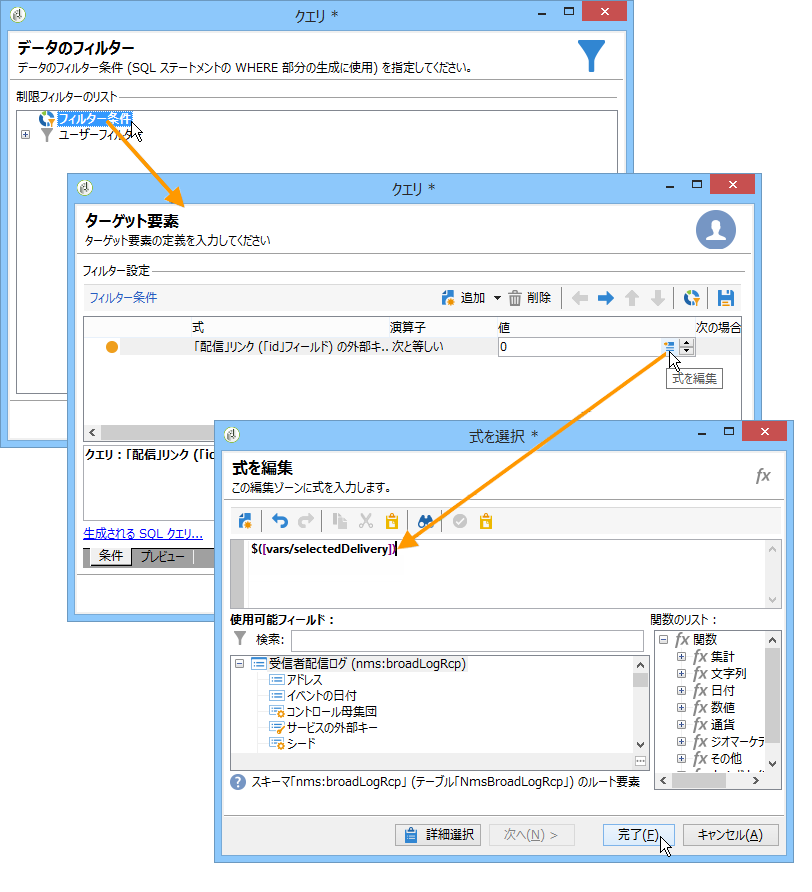 クエリ *
データのフィルター
データのフィルター条件 (SQL ステートメントの WHERE 部分の生成に使用) を指定してください。
制限フィルターのリスト
フィルター条件
ユーザーフィルター
クエリ *
ターゲット要素
ターゲット要素の定義を入力してください
フィルター設定
フィルター条件 追加 削除
式 演算子 値 次の場合
「配信」リンク (「id」フィールド) の外部キ.. 次と等しい 0
式を編集
クエリ : 「配信」リンク (「id
生成される SQL クエリ...
条件 プレビュー
式を選択 *
式を編集
この編集ゾーンに式を入力します。
fx
$([vars/selectedDelivery])
使用可能フィールド : 関数のリスト :
検索:
受信者配信ログ (nms:broadLogRcp)
アドレス
イベントの日付
コントロール母集団
サービスの外部キー
シード
fx 関数
fx 集計
fx 文字列
fx 日付
fx 数値
fx 通貨
fx ジオマーケテ
fx その他
スキーマ「nms:broadLogRcp」 (テーブル「NmsBroadLogRcp」) のルート要素
詳細選択 次へ(N) > 完了(F) キャンセル(A)